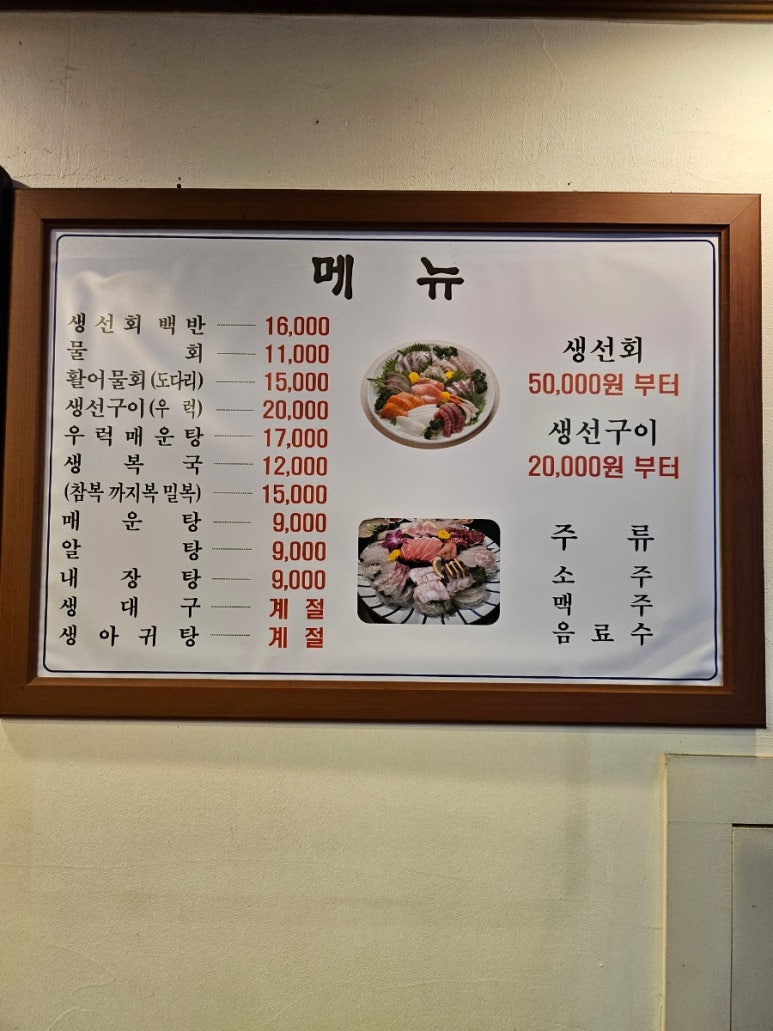 메뉴
생선회 백반 16,000
물회 11,000
활어물회(도다리) 15,000
생선구이(우럭) 20,000
우럭매운탕 17,000
생복국 12,000
(참복 까지복 밀복) 15,000
매운탕 9,000
알탕 9,000
내장탕 9,000
생대구 계절
생아귀탕 계절
생선회
50,000원 부터
생선구이
20,000원 부터
주류
소주
맥주
음료수